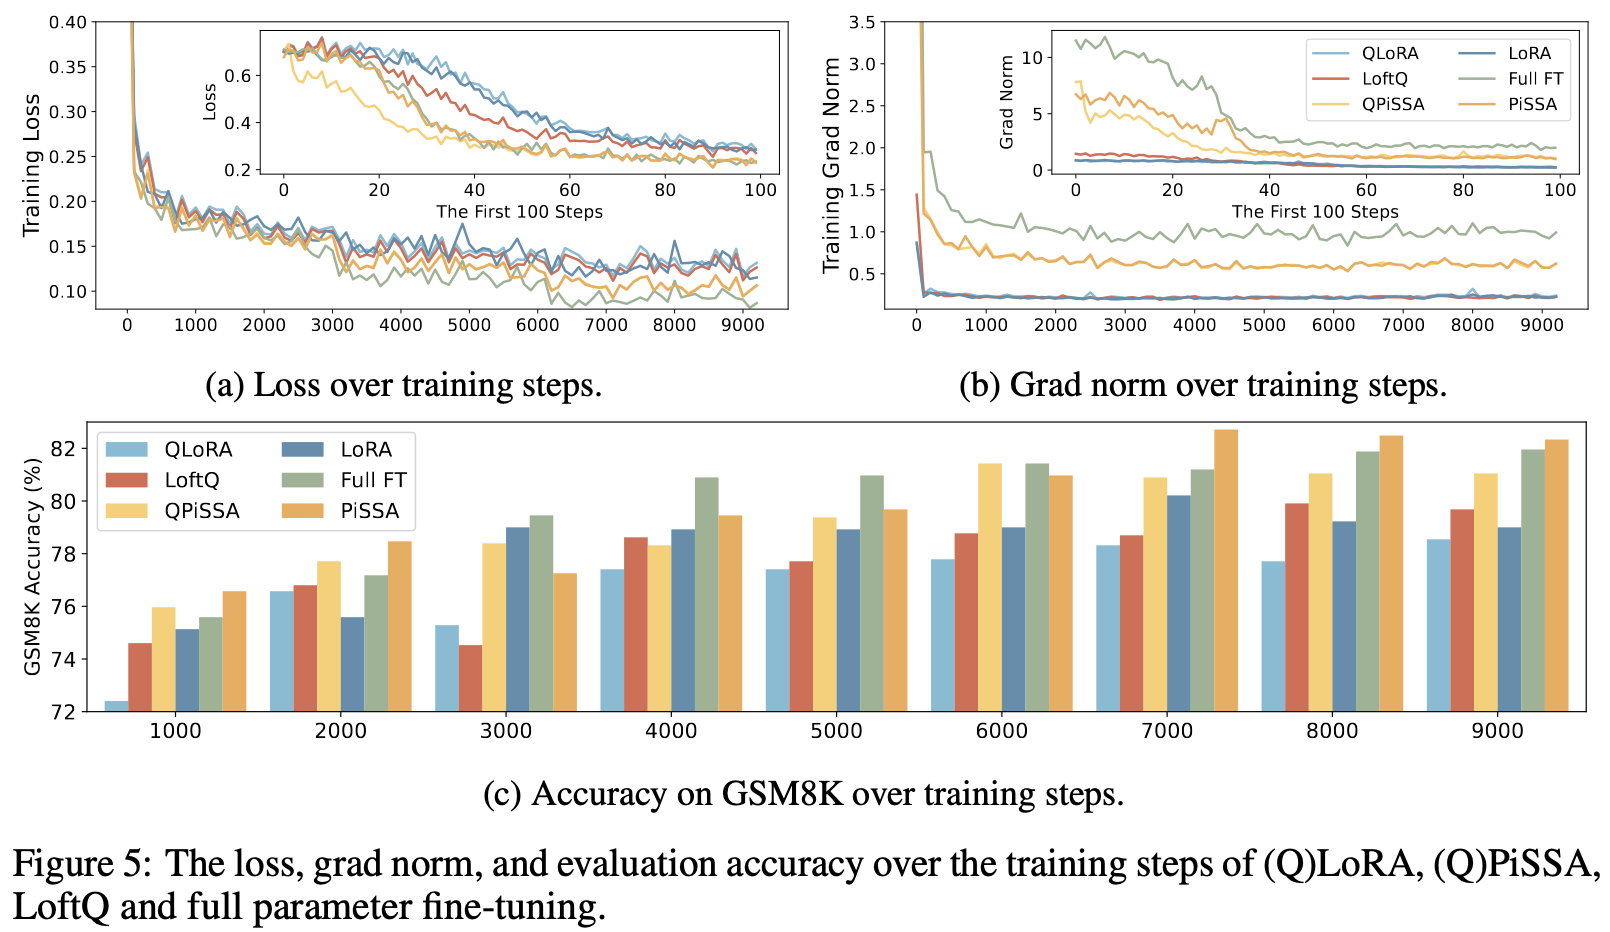 0.40
0.35
0.30
0.25
0.20
0.15
0.10
Training Loss
0 1000 2000 3000 4000 5000 6000 7000 8000 9000
0.6
0.4
0.2
Loss
0 20 40 60 80 100
The First 100 Steps
(a) Loss over training steps.
3.5
3.0
2.5
2.0
1.5
1.0
0.5
Training Grad Norm
0 1000 2000 3000 4000 5000 6000 7000 8000 9000
10
5
0
Grad Norm
0 20 40 60 80 100
The First 100 Steps
QLoRA LoRA
LoftQ Full FT
QPiSSA PiSSA
(b) Grad norm over training steps.
82
80
78
76
74
72
GSM8K Accuracy (%)
QLoRA LoRA
LoftQ Full FT
QPiSSA PiSSA
1000 2000 3000 4000 5000 6000 7000 8000 9000
(c) Accuracy on GSM8K over training steps.
Figure 5: The loss, grad norm, and evaluation accuracy over the training steps of (Q)LoRA, (Q)PiSSA,
LoftQ and full parameter fine-tuning.